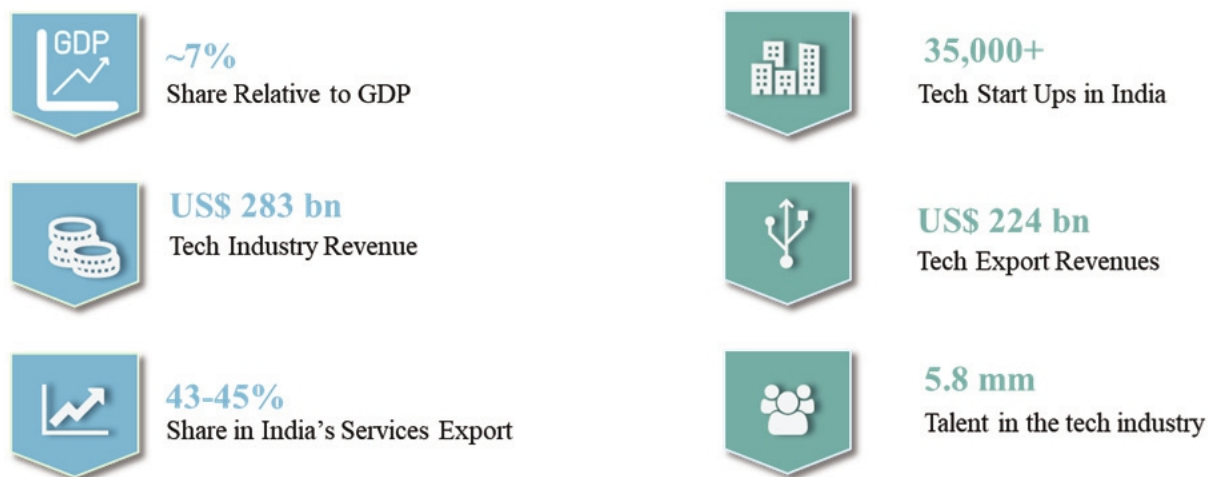 GDP
~7%
Share Relative to GDP
35,000+
Tech Start Ups in India
US$ 283 bn
Tech Industry Revenue
US$ 224 bn
Tech Export Revenues
43-45%
Share in India’s Services Export
5.8 mm
Talent in the tech industry